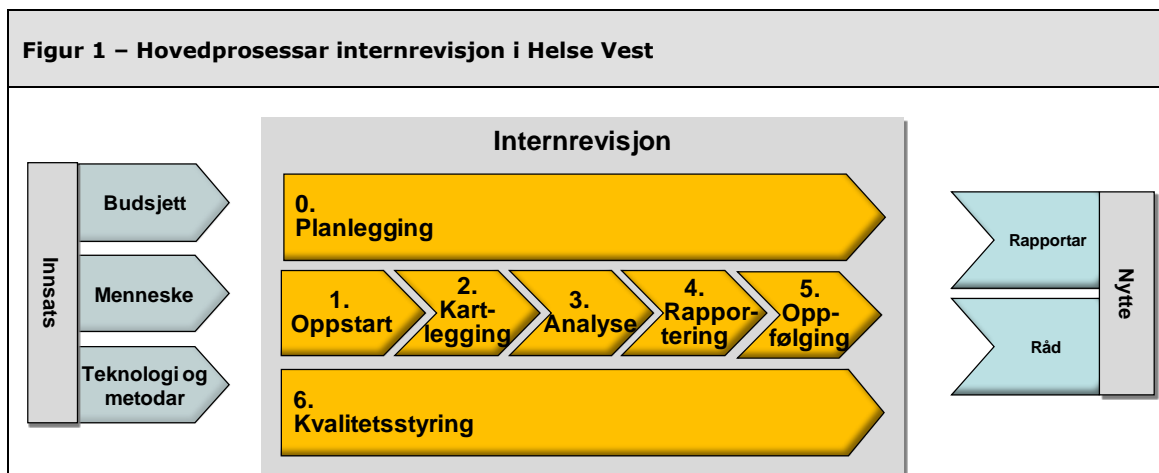 Figur 1 – Hovedprosessar internrevisjon i Helse Vest
Innsats
Budsjett
Menneske
Teknologi og
metodar
Internrevisjon
0.
Planlegging
1.
Oppstart
2.
Kart-
legging
3.
Analyse
4.
Rappor-
tering
5.
Opp-
følging
6.
Kvalitetsstyring
Rapportar
Råd
Nytte